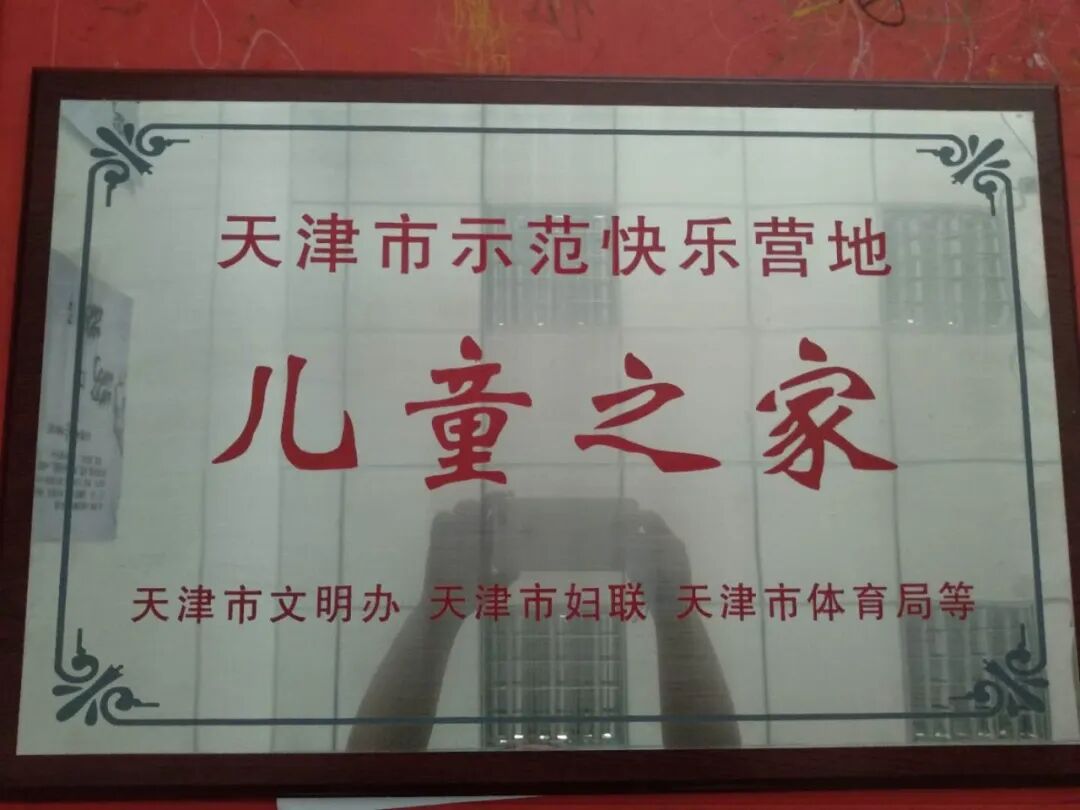 天津市示范快乐营地
儿童之家
天津市文明办 天津市妇联 天津市体育局等